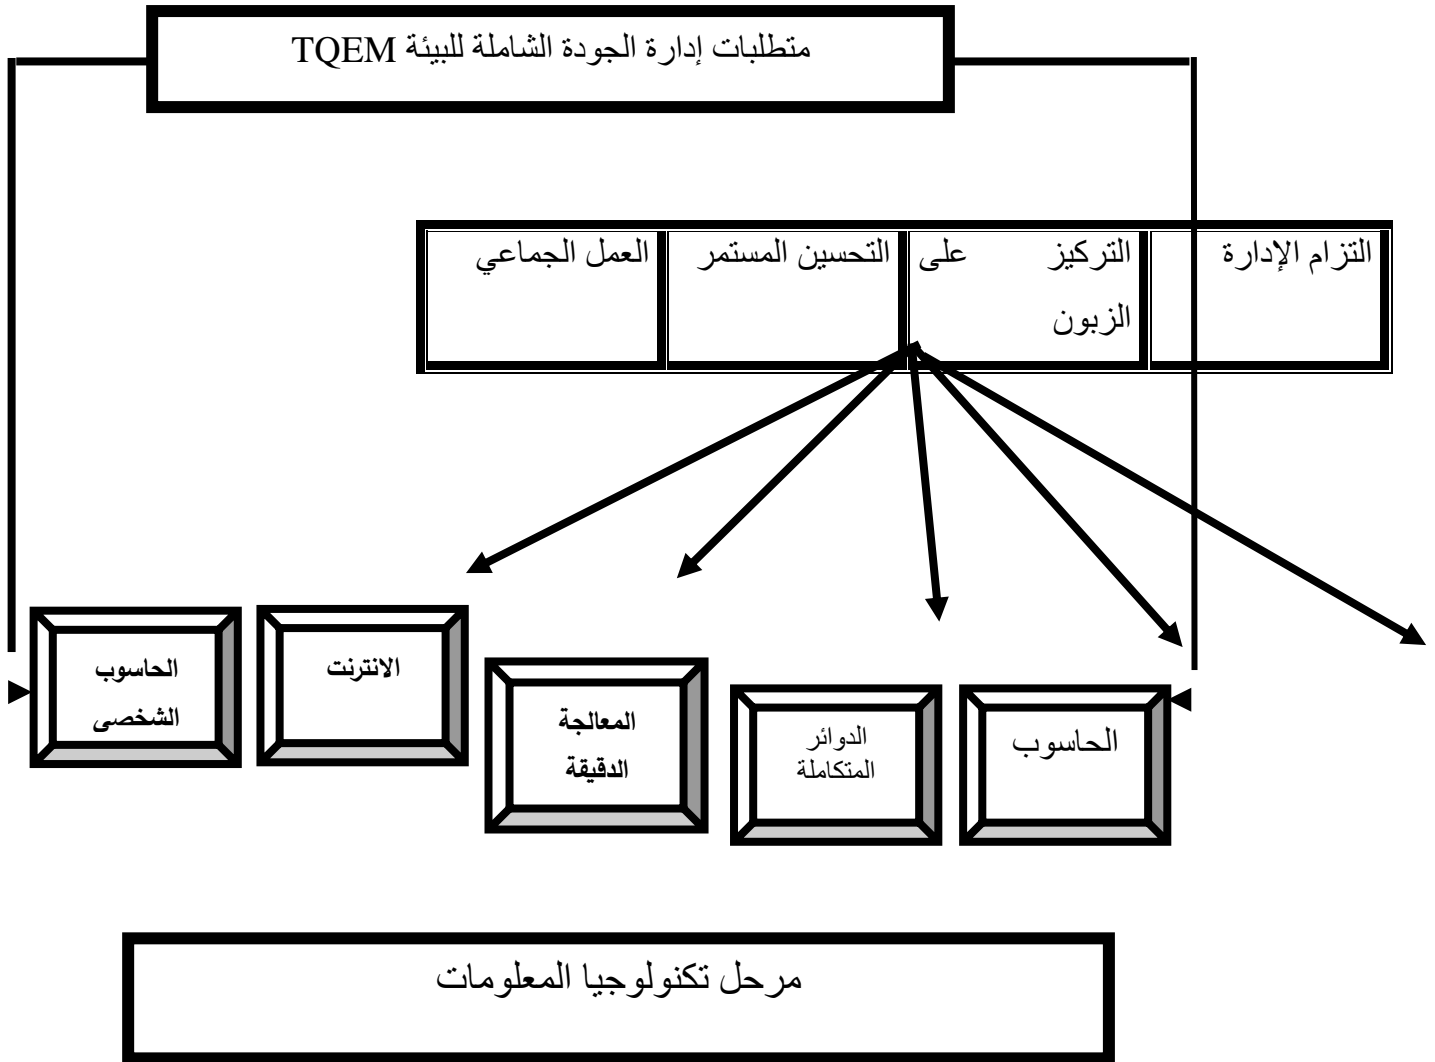 متطلبات إدارة الجودة الشاملة للبيئة TQEM
التزام الإدارة
التركيز على
الزبون
التحسين المستمر
العمل الجماعي
الحاسوب
الدوائر
المتكاملة
المعالجة
الدقيقة
الانترنت
الحاسوب
الشخصي
مرحل تكنولوجيا المعلومات